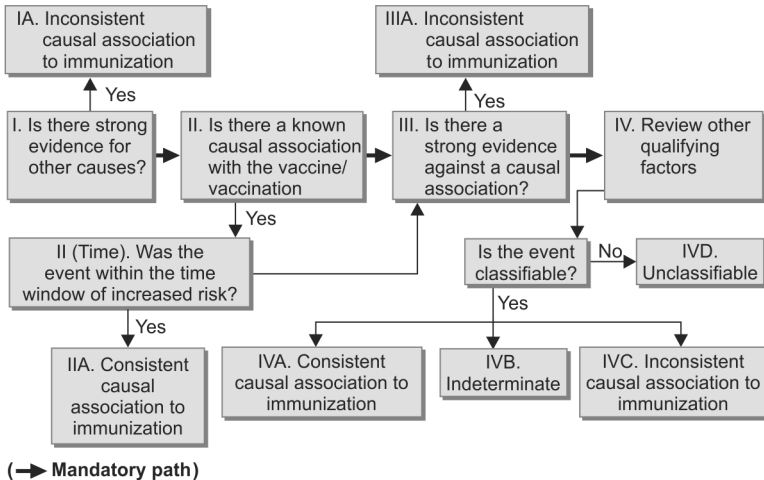 IA. Inconsistent
causal association
to immunization
IIIA. Inconsistent
causal association
to immunization
Yes
Yes
I. Is there strong
evidence for
other causes?
II. Is there a known
causal association
with the vaccine/
vaccination
III. Is there a
strong evidence
against a causal
association?
IV. Review other
qualifying
factors
Yes
II (Time). Was the
event within the time
window of increased risk?
Is the event
classifiable?
No
IVD.
Unclassifiable
Yes
Yes
IIA. Consistent
causal
association to
immunization
IVA. Consistent
causal association to
immunization
IVB.
Indeterminate
IVC. Inconsistent
causal association to
immunization
( Mandatory path)